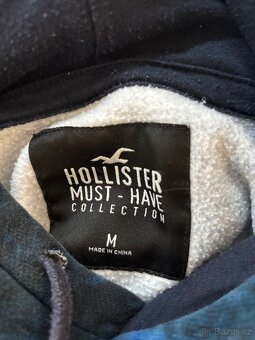 HOLLISTER
MUST - HAVE
COLLECTION
M
MADE IN CHINA
© Bazos.cz